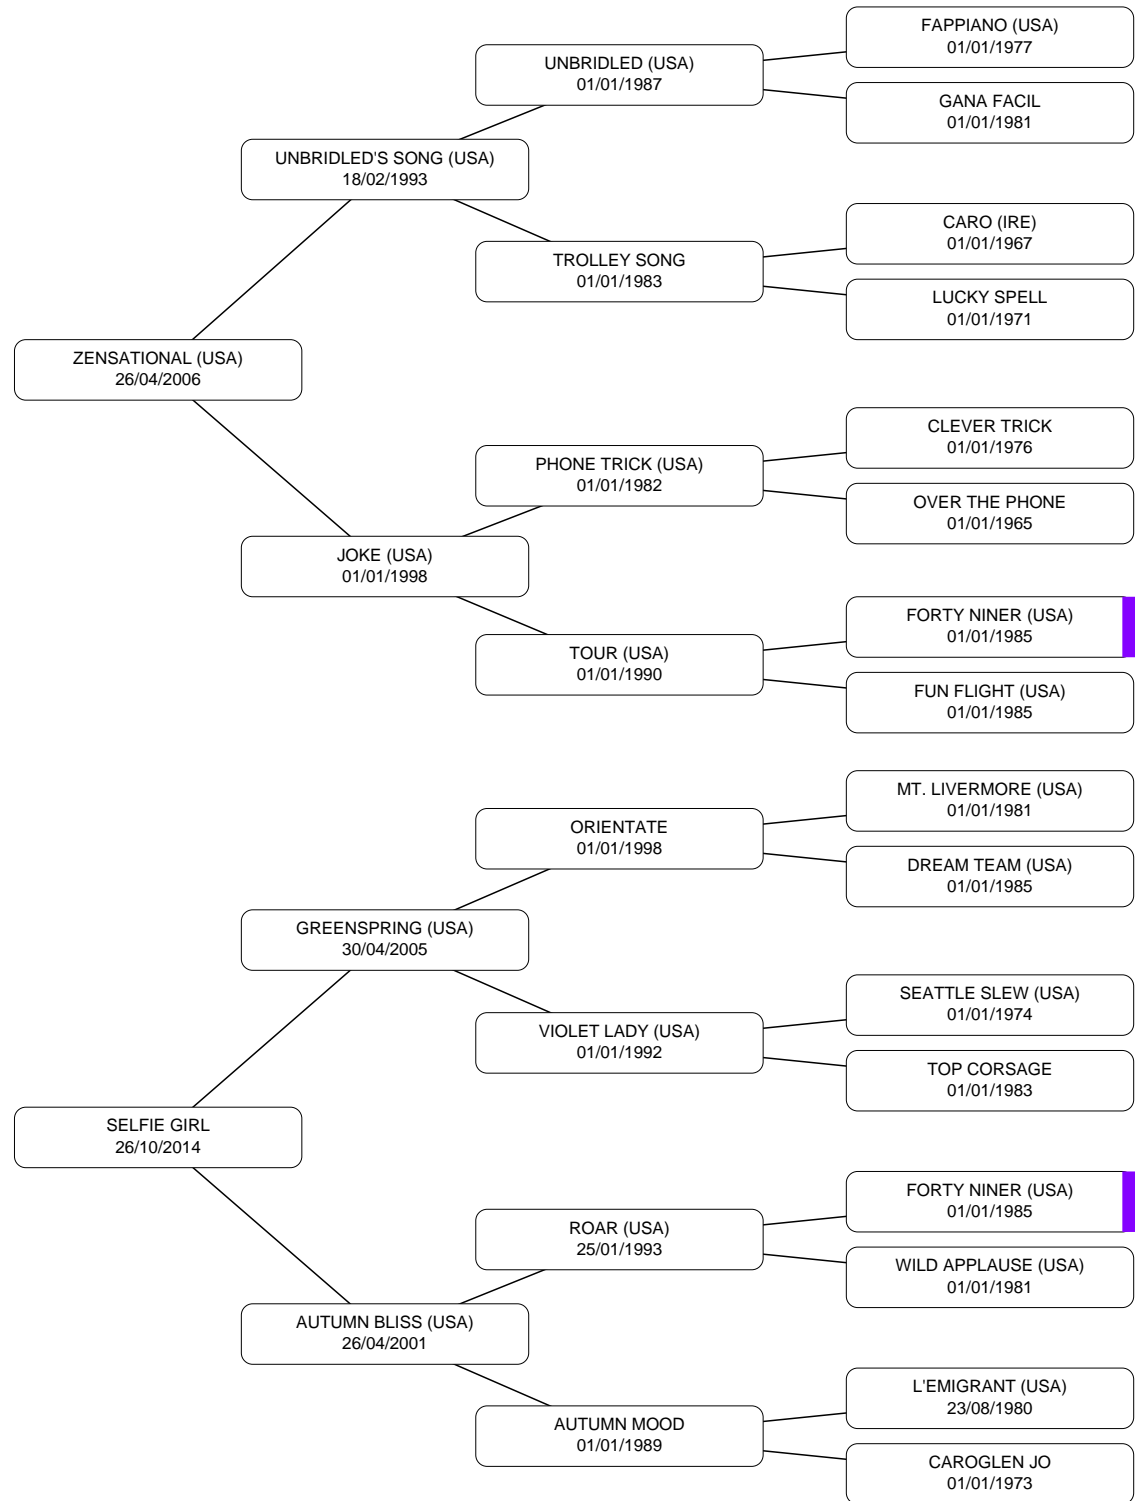 FAPPIANO (USA)
01/01/1977
UNBRIDLED (USA)
01/01/1987
GANA FACIL
01/01/1981
UNBRIDLED'S SONG (USA)
18/02/1993
CARO (IRE)
01/01/1967
TROLLEY SONG
01/01/1983
LUCKY SPELL
01/01/1971
ZENSATIONAL (USA)
26/04/2006
CLEVER TRICK
01/01/1976
PHONE TRICK (USA)
01/01/1982
OVER THE PHONE
01/01/1965
JOKE (USA)
01/01/1998
FORTY NINER (USA)
01/01/1985
TOUR (USA)
01/01/1990
FUN FLIGHT (USA)
01/01/1985
MT. LIVERMORE (USA)
01/01/1981
ORIENTATE
01/01/1998
DREAM TEAM (USA)
01/01/1985
GREENSPRING (USA)
30/04/2005
SEATTLE SLEW (USA)
01/01/1974
VIOLET LADY (USA)
01/01/1992
TOP CORSAGE
01/01/1983
SELFIE GIRL
26/10/2014
FORTY NINER (USA)
01/01/1985
ROAR (USA)
25/01/1993
WILD APPLAUSE (USA)
01/01/1981
AUTUMN BLISS (USA)
26/04/2001
L'EMIGRANT (USA)
23/08/1980
AUTUMN MOOD
01/01/1989
CAROGLEN JO
01/01/1973